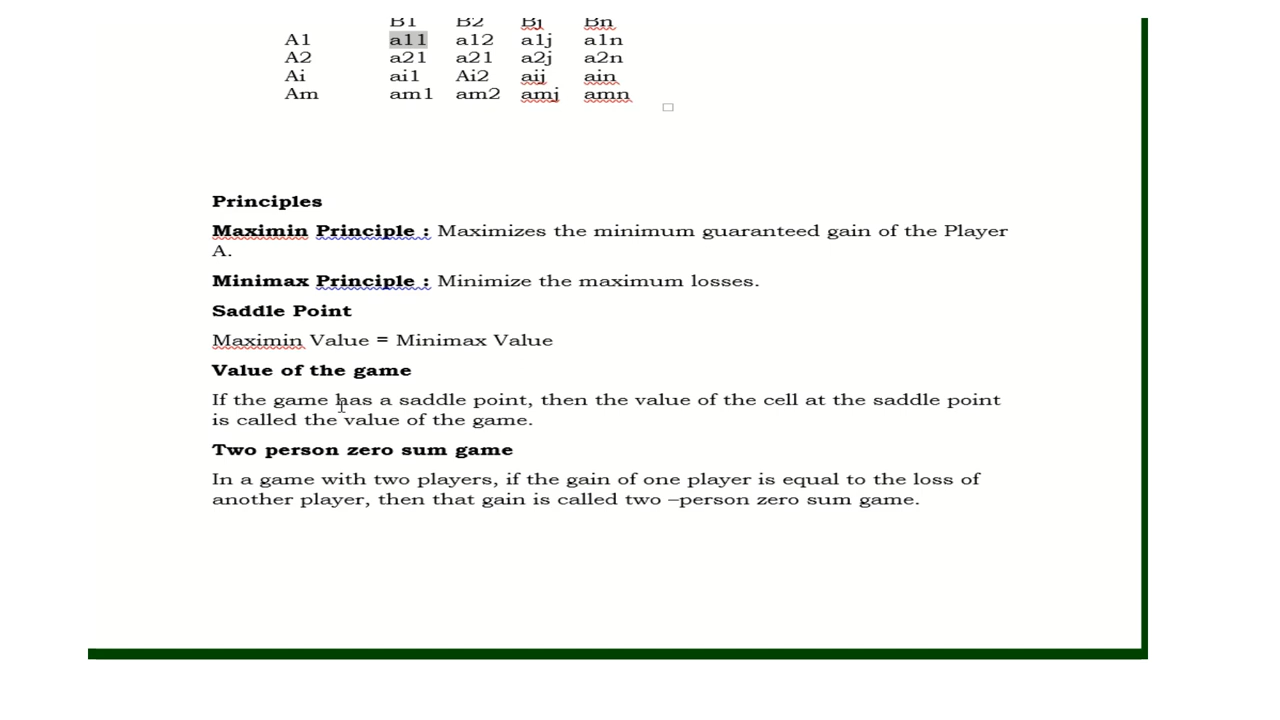 B1 B2 Bj Bn
A1 a11 a12 a1j a1n
A2 a21 a21 a2j a2n
Ai ai1 Ai2 aij ain
Am am1 am2 amj amn
Principles
Maximin Principle : Maximizes the minimum guaranteed gain of the Player
A.
Minimax Principle : Minimize the maximum losses.
Saddle Point
Maximin Value = Minimax Value
Value of the game
If the game has a saddle point, then the value of the cell at the saddle point
is called the value of the game.
Two person zero sum game
In a game with two players, if the gain of one player is equal to the loss of
another player, then that gain is called two –person zero sum game.